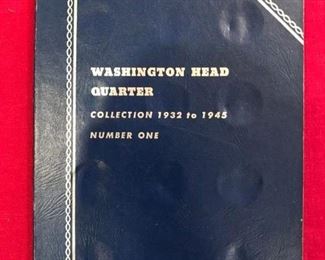 WASHINGTON HEAD
QUARTER
COLLECTION 1932 to 1945
NUMBER ONE